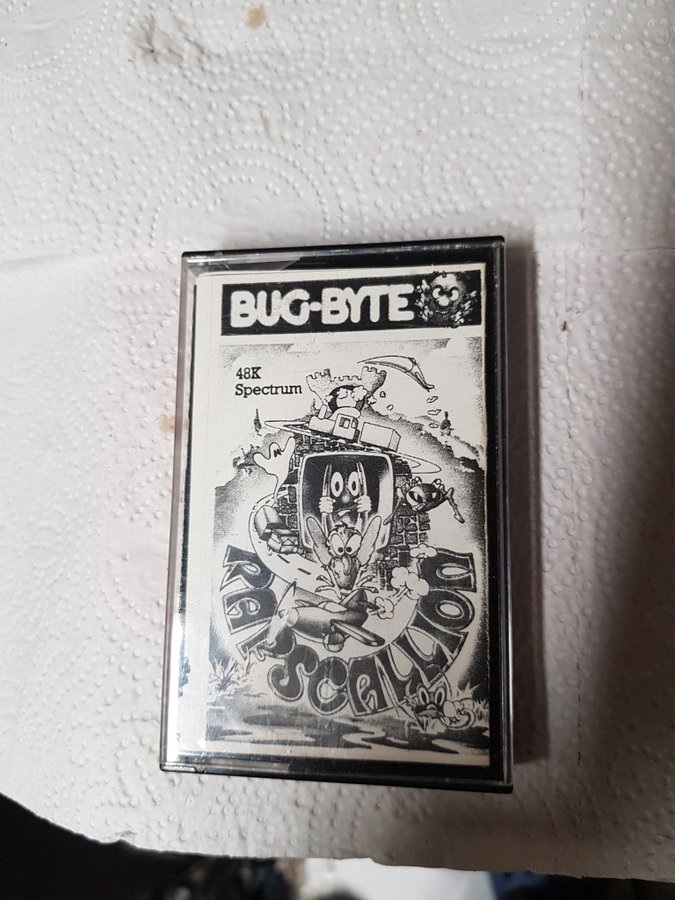 BUG-BYTE
48K
Spectrum
RAPSCALLION